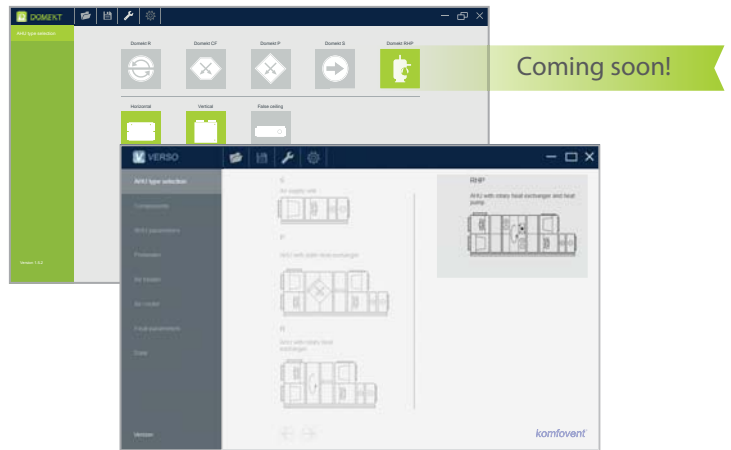 DOMEKT
AHU type selection
Domekt R
Domekt CF
Domekt P
Domekt S
Domekt RHP
Coming soon!
Horizontal
Vertical
False ceiling
VERSO
AHU type selection
S
Air supply unit
RHP
AHU with rotary heat exchanger and heat
pump
Components
AHU parameters
P
AHU with plate heat exchanger
Air heater
Air cooler
Final parameters
R
AHU with rotary heat
exchanger
Version
komfovent